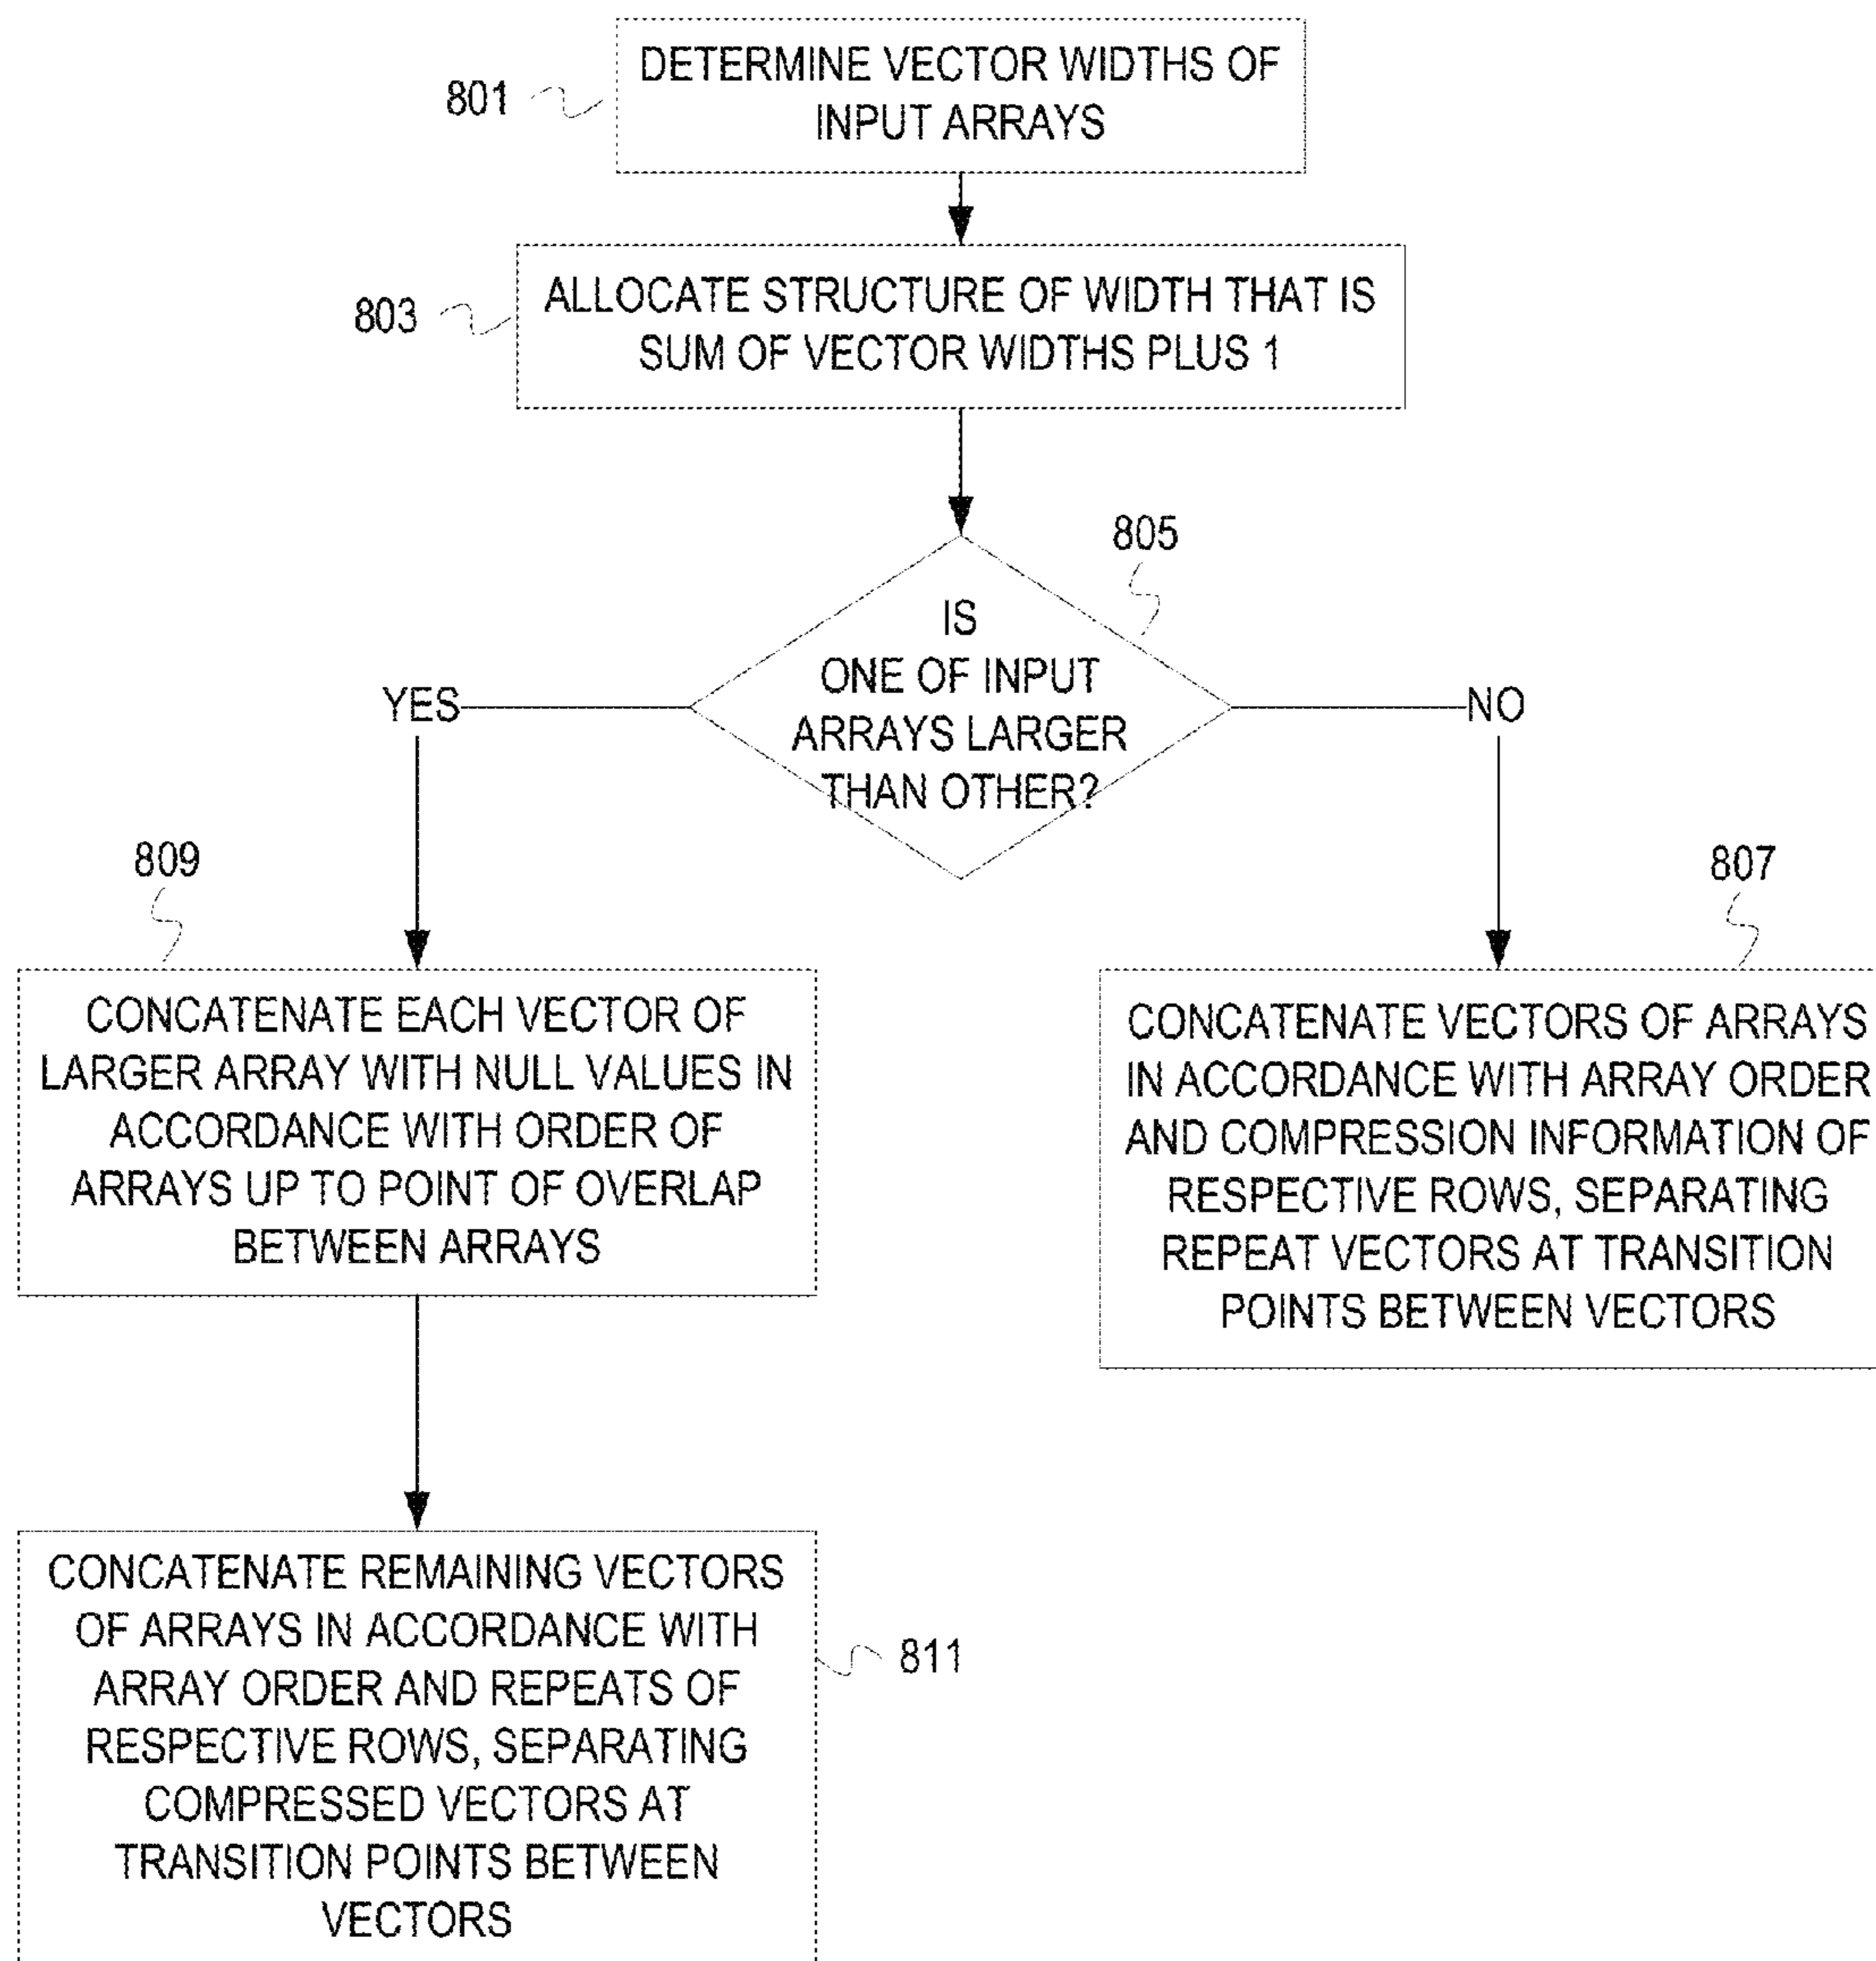 801
DETERMINE VECTOR WIDTHS OF
INPUT ARRAYS
803
ALLOCATE STRUCTURE OF WIDTH THAT IS
SUM OF VECTOR WIDTHS PLUS 1
805
IS
ONE OF INPUT
ARRAYS LARGER
THAN OTHER?
YES
NO
809
CONCATENATE EACH VECTOR OF
LARGER ARRAY WITH NULL VALUES IN
ACCORDANCE WITH ORDER OF
ARRAYS UP TO POINT OF OVERLAP
BETWEEN ARRAYS
807
CONCATENATE VECTORS OF ARRAYS
IN ACCORDANCE WITH ARRAY ORDER
AND COMPRESSION INFORMATION OF
RESPECTIVE ROWS, SEPARATING
REPEAT VECTORS AT TRANSITION
POINTS BETWEEN VECTORS
CONCATENATE REMAINING VECTORS
OF ARRAYS IN ACCORDANCE WITH
ARRAY ORDER AND REPEATS OF
RESPECTIVE ROWS, SEPARATING
COMPRESSED VECTORS AT
TRANSITION POINTS BETWEEN
VECTORS
811